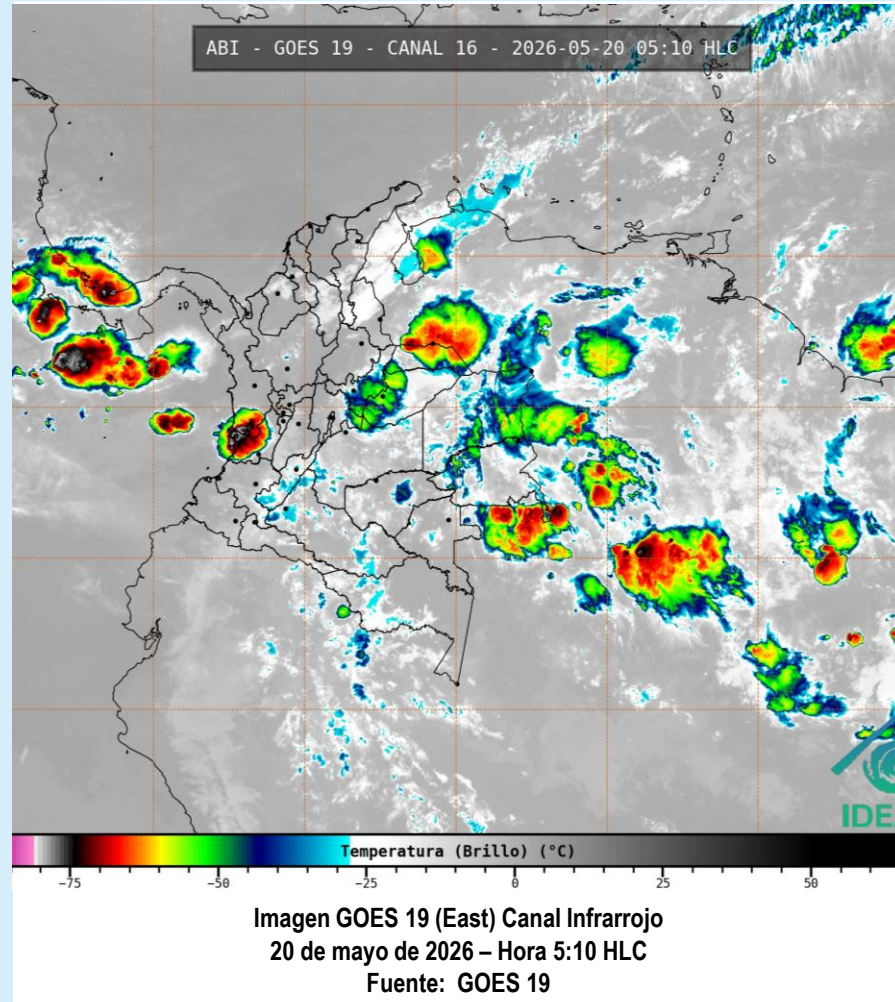 ABI - GOES 19 - CANAL 16 - 2026-05-20 05:10 HLC
IDE
Temperatura (Brillo) (°C)
−75 −50 −25 0 25 50
Imagen GOES 19 (East) Canal Infrarrojo
20 de mayo de 2026 – Hora 5:10 HLC
Fuente: GOES 19